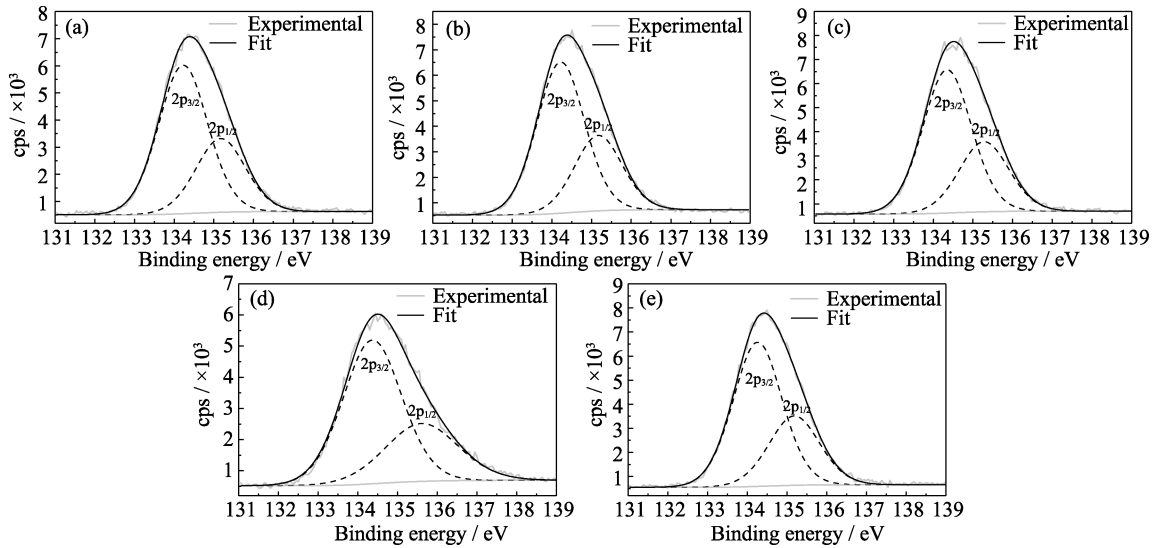 (a)
Experimental
Fit
2p3/2
2p1/2
cps / ×10³
8
7
6
5
4
3
2
1
131 132 133 134 135 136 137 138 139
Binding energy / eV
(b)
Experimental
Fit
2p3/2
2p1/2
cps / ×10³
8
7
6
5
4
3
2
1
131 132 133 134 135 136 137 138 139
Binding energy / eV
(c)
Experimental
Fit
2p3/2
2p1/2
cps / ×10³
9
8
7
6
5
4
3
2
1
131 132 133 134 135 136 137 138 139
Binding energy / eV
(d)
Experimental
Fit
2p3/2
2p1/2
cps / ×10³
7
6
5
4
3
2
1
131 132 133 134 135 136 137 138 139
Binding energy / eV
(e)
Experimental
Fit
2p3/2
2p1/2
cps / ×10³
9
8
7
6
5
4
3
2
1
131 132 133 134 135 136 137 138 139
Binding energy / eV